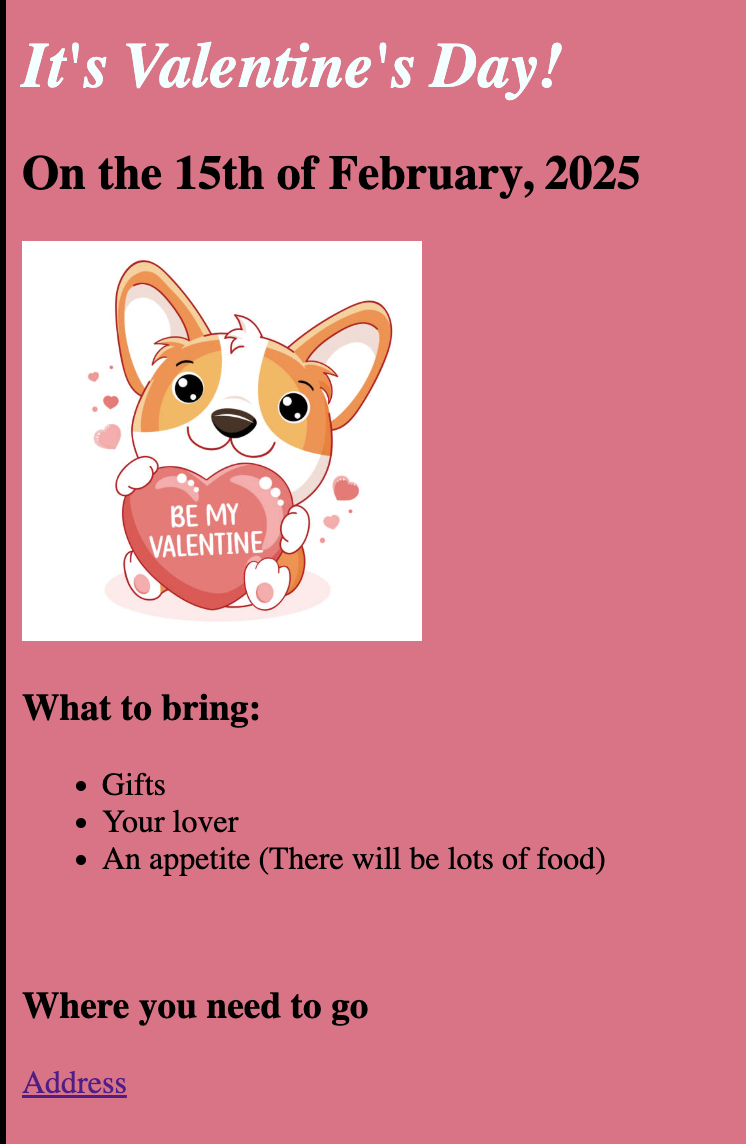 It's Valentine's Day!
On the 15th of February, 2025
BE MY
VALENTINE
What to bring:
• Gifts
• Your lover
• An appetite (There will be lots of food)
Where you need to go
Address